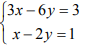 3x−6y = 3
x−2y = 1